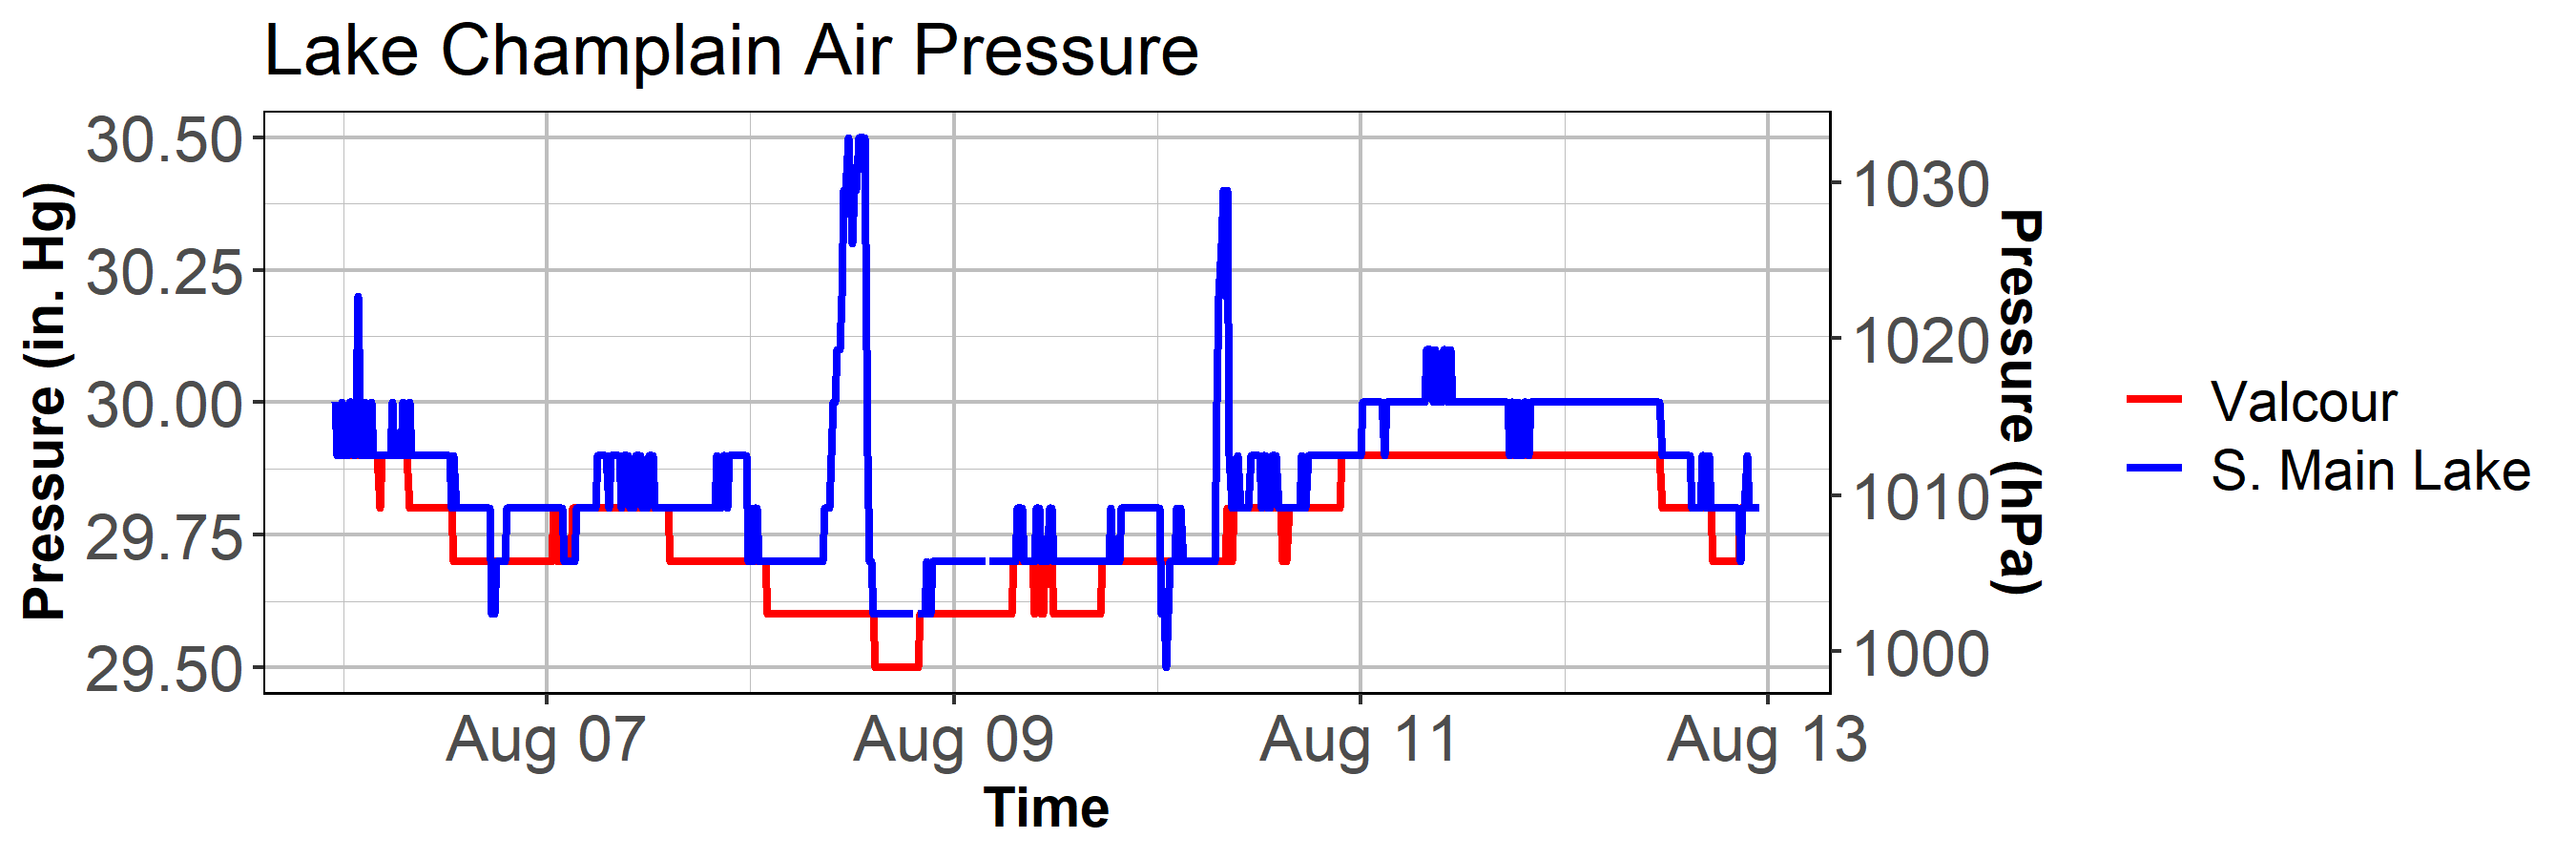 Lake Champlain Air Pressure
Pressure (in. Hg)
30.50
30.25
30.00
29.75
29.50
1030
1020
1010
1000
Pressure (hPa)
Valcour
S. Main Lake
Aug 07
Aug 09
Aug 11
Aug 13
Time